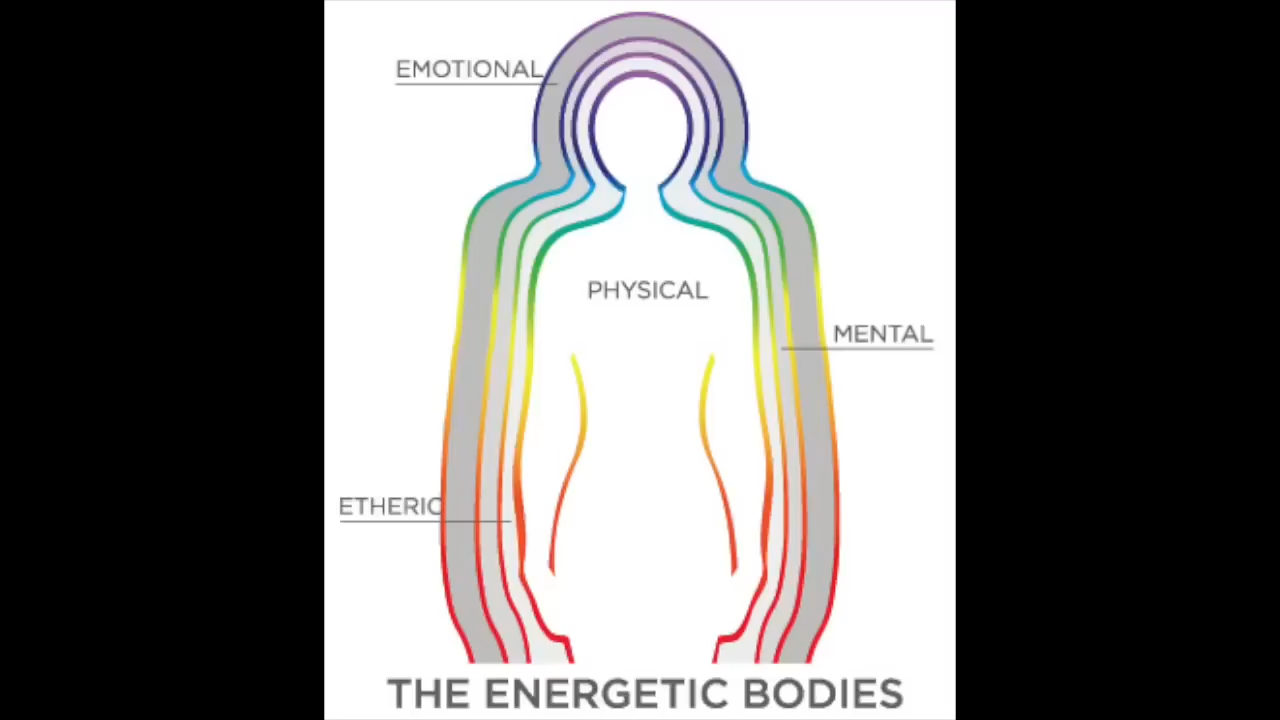 EMOTIONAL
PHYSICAL
MENTAL
ETHERIC
THE ENERGETIC BODIES